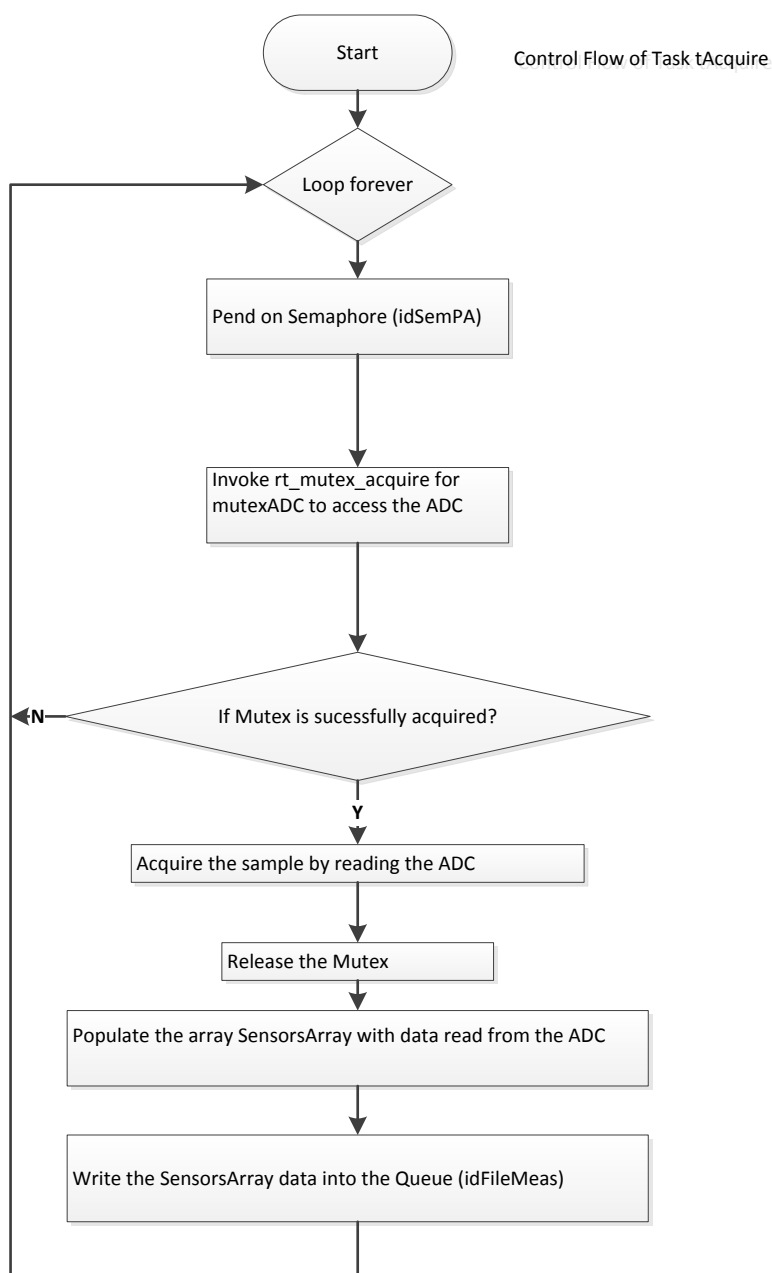 Start
Control Flow of Task tAcquire
Loop forever
Pend on Semaphore (idSemPA)
Invoke rt_mutex_acquire for
mutexADC to access the ADC
If Mutex is sucessfully acquired?
N
Y
Acquire the sample by reading the ADC
Release the Mutex
Populate the array SensorsArray with data read from the ADC
Write the SensorsArray data into the Queue (idFileMeas)